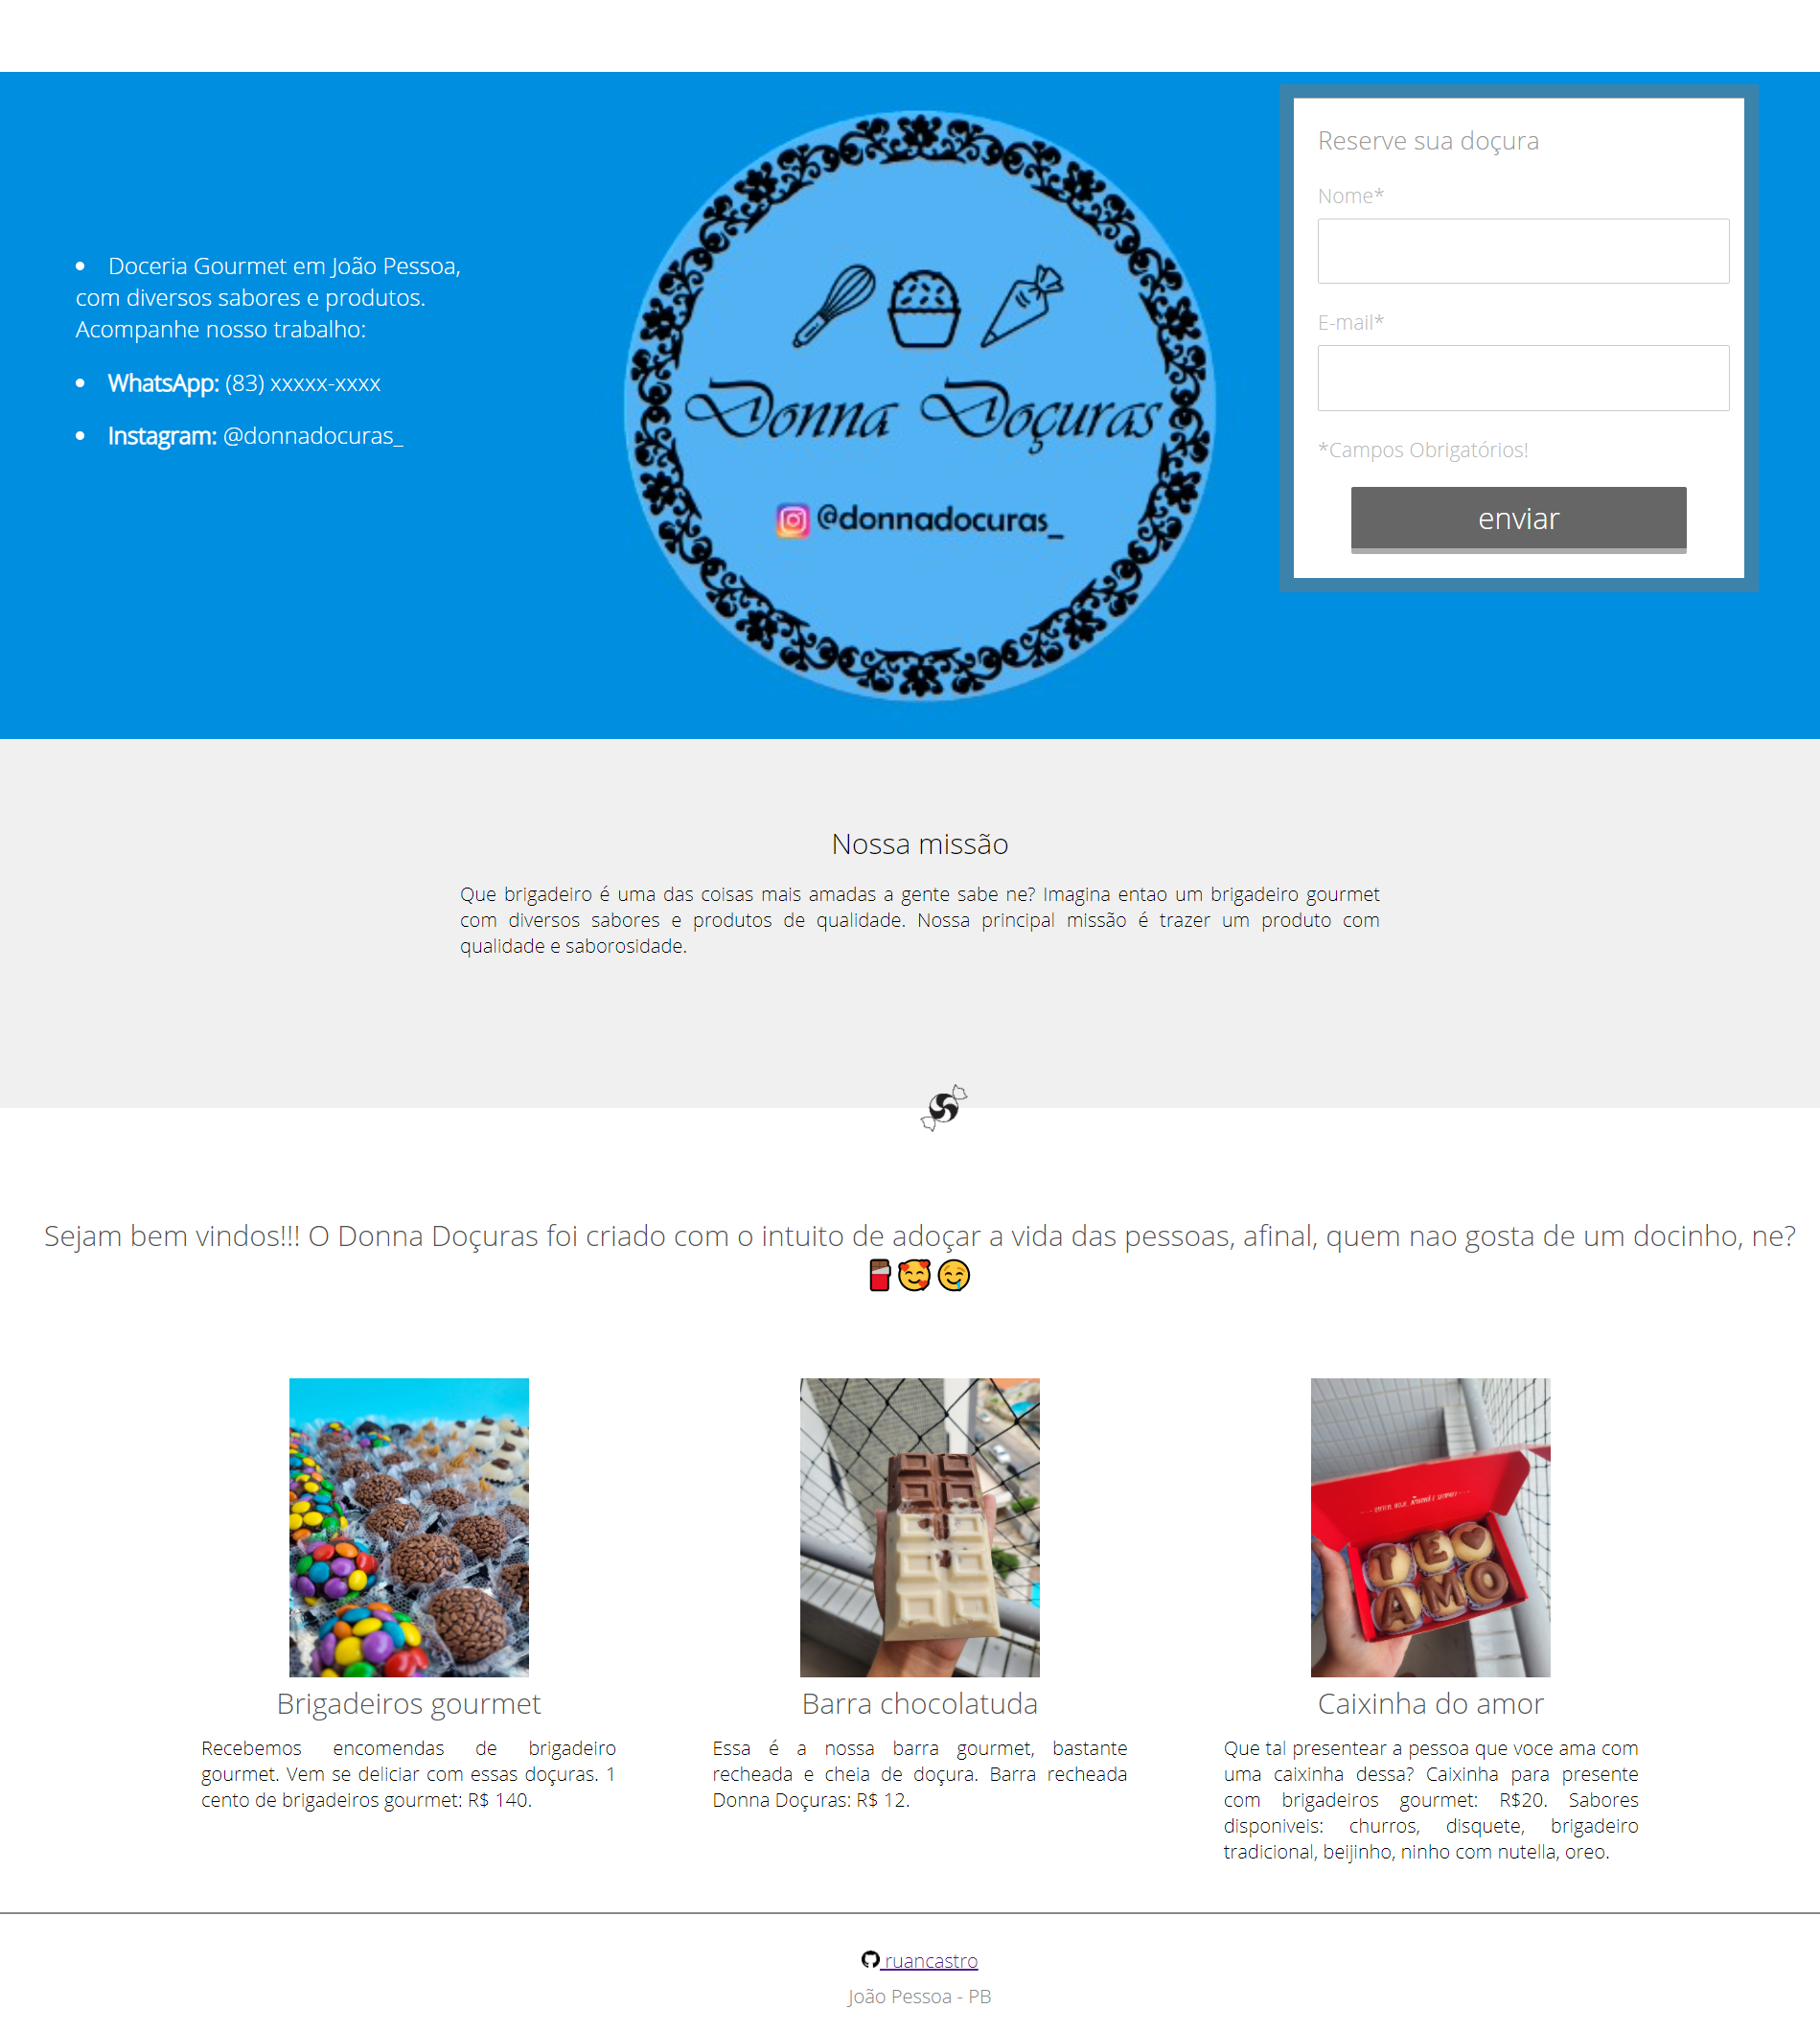 Doceria Gourmet em João Pessoa,
com diversos sabores e produtos.
Acompanhe nosso trabalho:
WhatsApp: (83) xxxxx-xxxx
Instagram: @donnadocuras_
Donna Doçuras
@donnadocuras_
Reserve sua doçura
Nome*
E-mail*
*Campos Obrigatórios!
enviar
Nossa missão
Que brigadeiro é uma das coisas mais amadas a gente sabe ne? Imagina entao um brigadeiro gourmet
com diversos sabores e produtos de qualidade. Nossa principal missão é trazer um produto com
qualidade e saborosidade.
Sejam bem vindos!!! O Donna Doçuras foi criado com o intuito de adoçar a vida das pessoas, afinal, quem nao gosta de um docinho, ne?
🍫🥰🤤
TE
AMO
Brigadeiros gourmet
Recebemos encomendas de brigadeiro
gourmet. Vem se deliciar com essas doçuras. 1
cento de brigadeiros gourmet: R$ 140.
Barra chocolatuda
Essa é a nossa barra gourmet, bastante
recheada e cheia de doçura. Barra recheada
Donna Doçuras: R$ 12.
Caixinha do amor
Que tal presentear a pessoa que voce ama com
uma caixinha dessa? Caixinha para presente
com brigadeiros gourmet: R$20. Sabores
disponiveis: churros, disquete, brigadeiro
tradicional, beijinho, ninho com nutella, oreo.
ruancastro
João Pessoa - PB